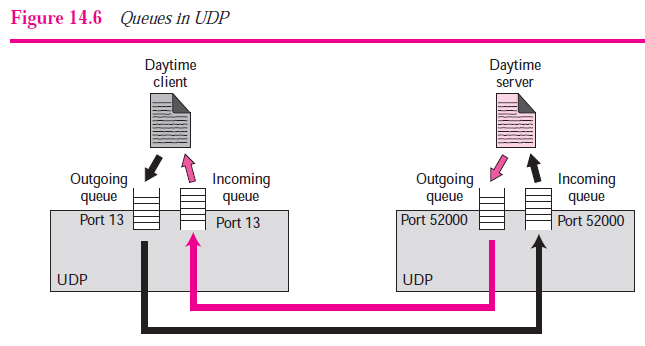 Figure 14.6 Queues in UDP
Daytime
client
Daytime
server
Outgoing
queue
Incoming
queue
Outgoing
queue
Incoming
queue
Port 13
Port 13
Port 52000
Port 52000
UDP
UDP